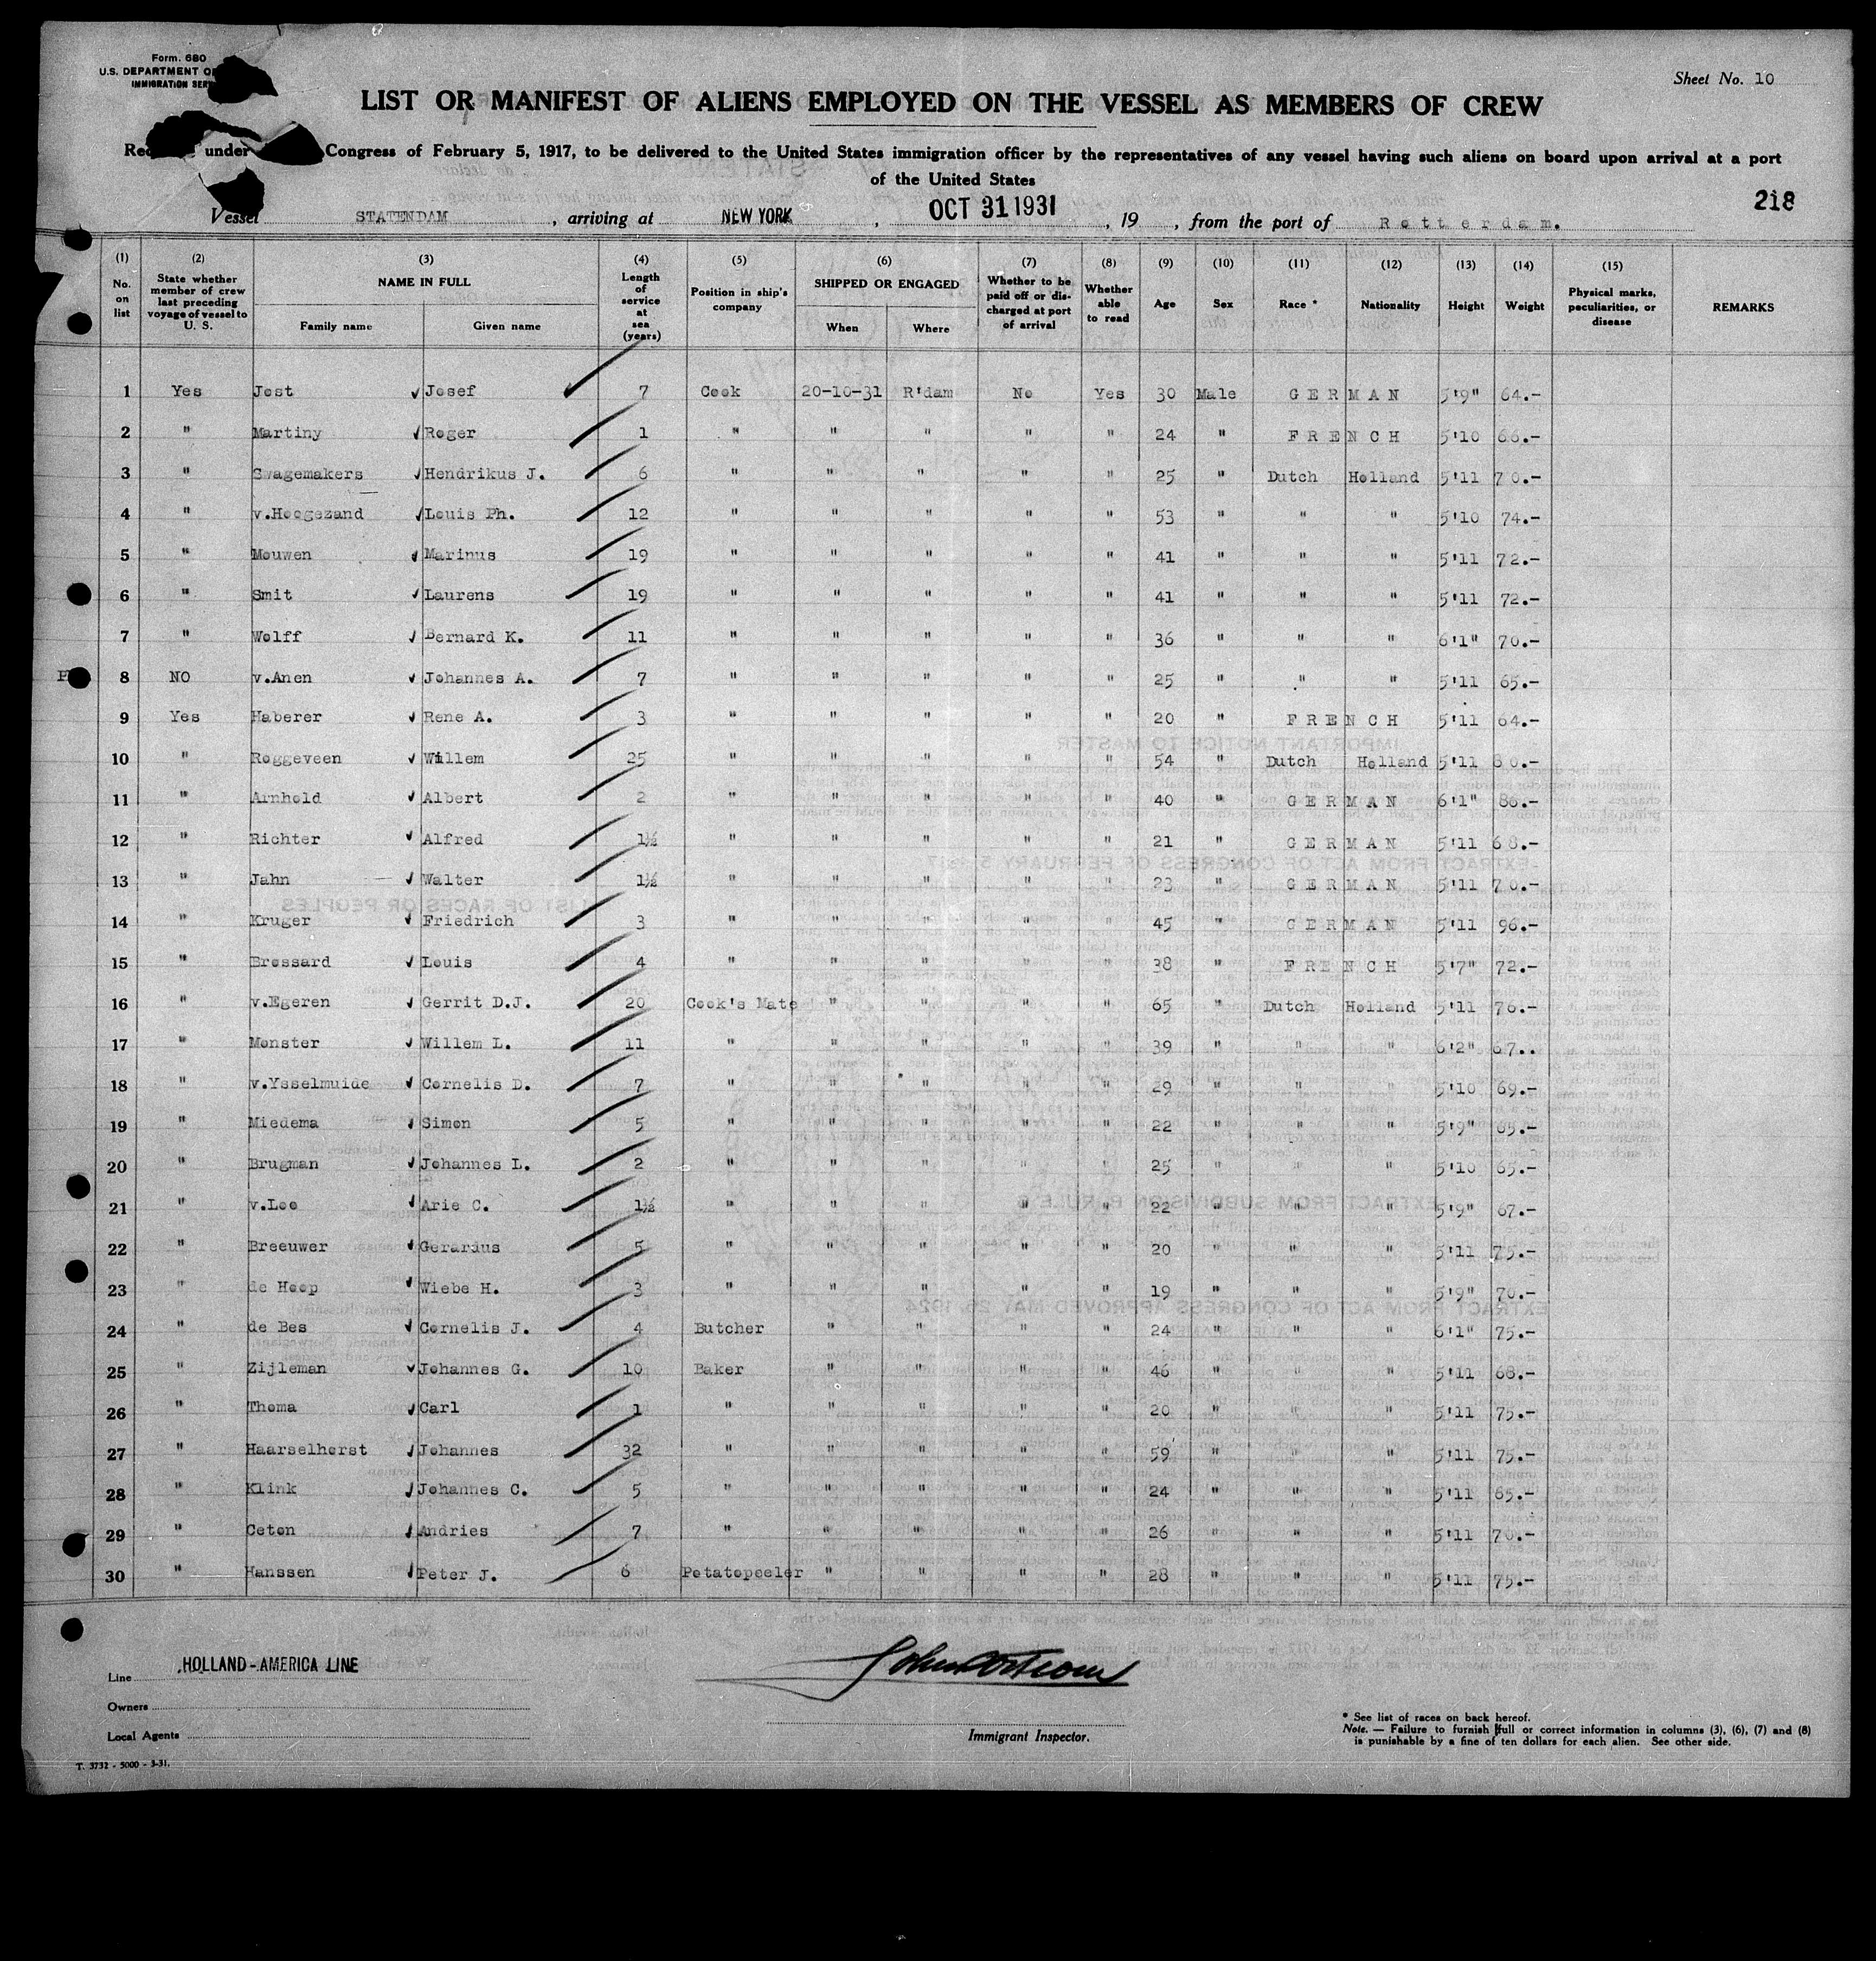 Form. 680
U.S. DEPARTMENT O
IMMIGRATION SER
Sheet No. 10
LIST OR MANIFEST OF ALIENS EMPLOYED ON THE VESSEL AS MEMBERS OF CREW
under Congress of February 5, 1917, to be delivered to the United States immigration officer by the representatives of any vessel having such aliens on board upon arrival at a port
of the United States
218
Vessel STATENDAM , arriving at NEW YORK , OCT 31 1931 , 19 , from the port of Rotterdam.
(1) (2) (3) (4) (5) (6) (7) (8) (9) (10) (11) (12) (13) (14) (15)
No. on list State whether member of crew last preceding voyage of vessel to U. S. NAME IN FULL Length of service at sea (years) Position in ship's company SHIPPED OR ENGAGED Whether to be paid off or discharged at port of arrival Whether able to read Age Sex Race * Nationality Height Weight Physical marks, peculiarities, or disease REMARKS
Family name Given name When Where
1 Yes Jost Josef 7 Cook 20-10-31 R'dam No Yes 30 Male GERMAN 5'9" 64.-
2 " Martiny Roger 1 " " " " " 24 " FRENCH 5'10 66.-
3 " Swagemakers Hendrikus J. 6 " " " " " 25 " Dutch Holland 5'11 70.-
4 " v.Hoogezand Louis Ph. 12 " " " " " 53 " " " 5'10 74.-
5 " Mouwen Marinus 19 " " " " " 41 " " " 5'11 72.-
6 " Smit Laurens 19 " " " " " 41 " " " 5'11 72.-
7 " Wolff Bernard K. 11 " " " " " 36 " " " 6'1" 70.-
8 NO v.Anen Johannes A. 7 " " " " " 25 " " " 5'11 65.-
9 Yes Haberer Rene A. 3 " " " " " 20 " FRENCH 5'11 64.-
10 " Roggeveen Willem 25 " " " " " 54 " Dutch Holland 5'11 80.-
11 " Arnhold Albert 2 " " " " " 40 " GERMAN 6'1" 86.-
12 " Richter Alfred 1½ " " " " " 21 " GERMAN 5'11 68.-
13 " Jahn Walter 1½ " " " " " 23 " GERMAN 5'11 70.-
14 " Kruger Friedrich 3 " " " " " 45 " GERMAN 5'11 96.-
15 " Brossard Louis 4 " " " " " 38 " FRENCH 5'7" 72.-
16 " v.Egeren Gerrit D.J. 20 Cook's Mate " " " " 65 " Dutch Holland 5'11 76.-
17 " Monster Willem L. 11 " " " " " 39 " " " 6'2" 67..
18 " v.Ysselmuide Cornelis D. 7 " " " " " 29 " " " 5'10 69.-
19 " Miedema Simon 5 " " " " " 22 " " " 5'9" 65.-
20 " Brugman Johannes L. 2 " " " " " 25 " " " 5'10 65.-
21 " v.Loo Arie C. 1½ " " " " " 22 " " " 5'9" 67.-
22 " Breeuwer Gerardus 5 " " " " " 20 " " " 5'11 75.-
23 " de Hoop Wiebe H. 3 " " " " " 19 " " " 5'9" 70.-
24 " de Bes Cornelis J. 4 Butcher " " " " 24 " " " 6'1" 75.-
25 " Zijleman Johannes G. 10 Baker " " " " 46 " " " 5'11 68.-
26 " Thoma Carl 1 " " " " " 20 " " " 5'11 75.-
27 " Haarselhorst Johannes 32 " " " " " 59 " " " 5'11 75.-
28 " Klink Johannes C. 5 " " " " " 24 " " " 5'11 65.-
29 " Ceton Andries 7 " " " " " 26 " " " 5'11 70.-
30 " Hanssen Peter J. 6 Potatopeeler " " " " 28 " " " 5'11 75.-
Line HOLLAND-AMERICA LINE
Owners
Local Agents
Immigrant Inspector.
* See list of races on back hereof.
Note. — Failure to furnish full or correct information in columns (3), (6), (7) and (8)
is punishable by a fine of ten dollars for each alien. See other side.
T. 3732 - 5000 - 3-31.